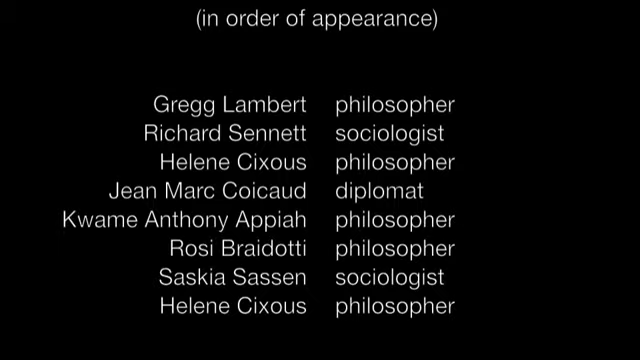 (in order of appearance)
Gregg Lambert philosopher
Richard Sennett sociologist
Helene Cixous philosopher
Jean Marc Coicaud diplomat
Kwame Anthony Appiah philosopher
Rosi Braidotti philosopher
Saskia Sassen sociologist
Helene Cixous philosopher